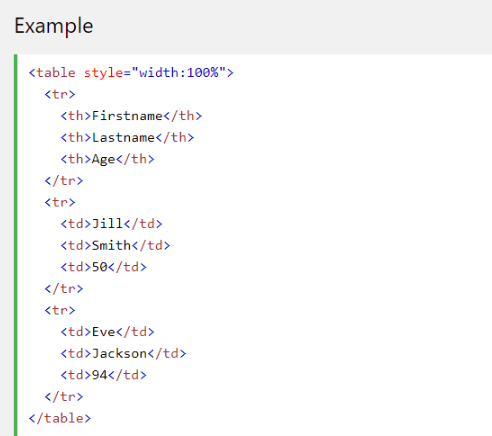 Example
<table style="width:100%">
  <tr>
    <th>Firstname</th>
    <th>Lastname</th>
    <th>Age</th>
  </tr>
  <tr>
    <td>Jill</td>
    <td>Smith</td>
    <td>50</td>
  </tr>
  <tr>
    <td>Eve</td>
    <td>Jackson</td>
    <td>94</td>
  </tr>
</table>